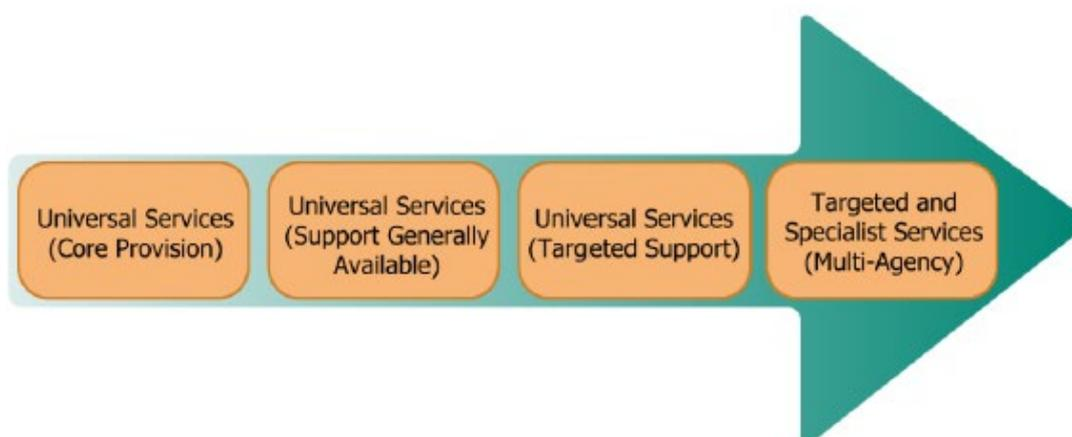 Universal Services
(Core Provision)
Universal Services
(Support Generally
Available)
Universal Services
(Targeted Support)
Targeted and
Specialist Services
(Multi-Agency)